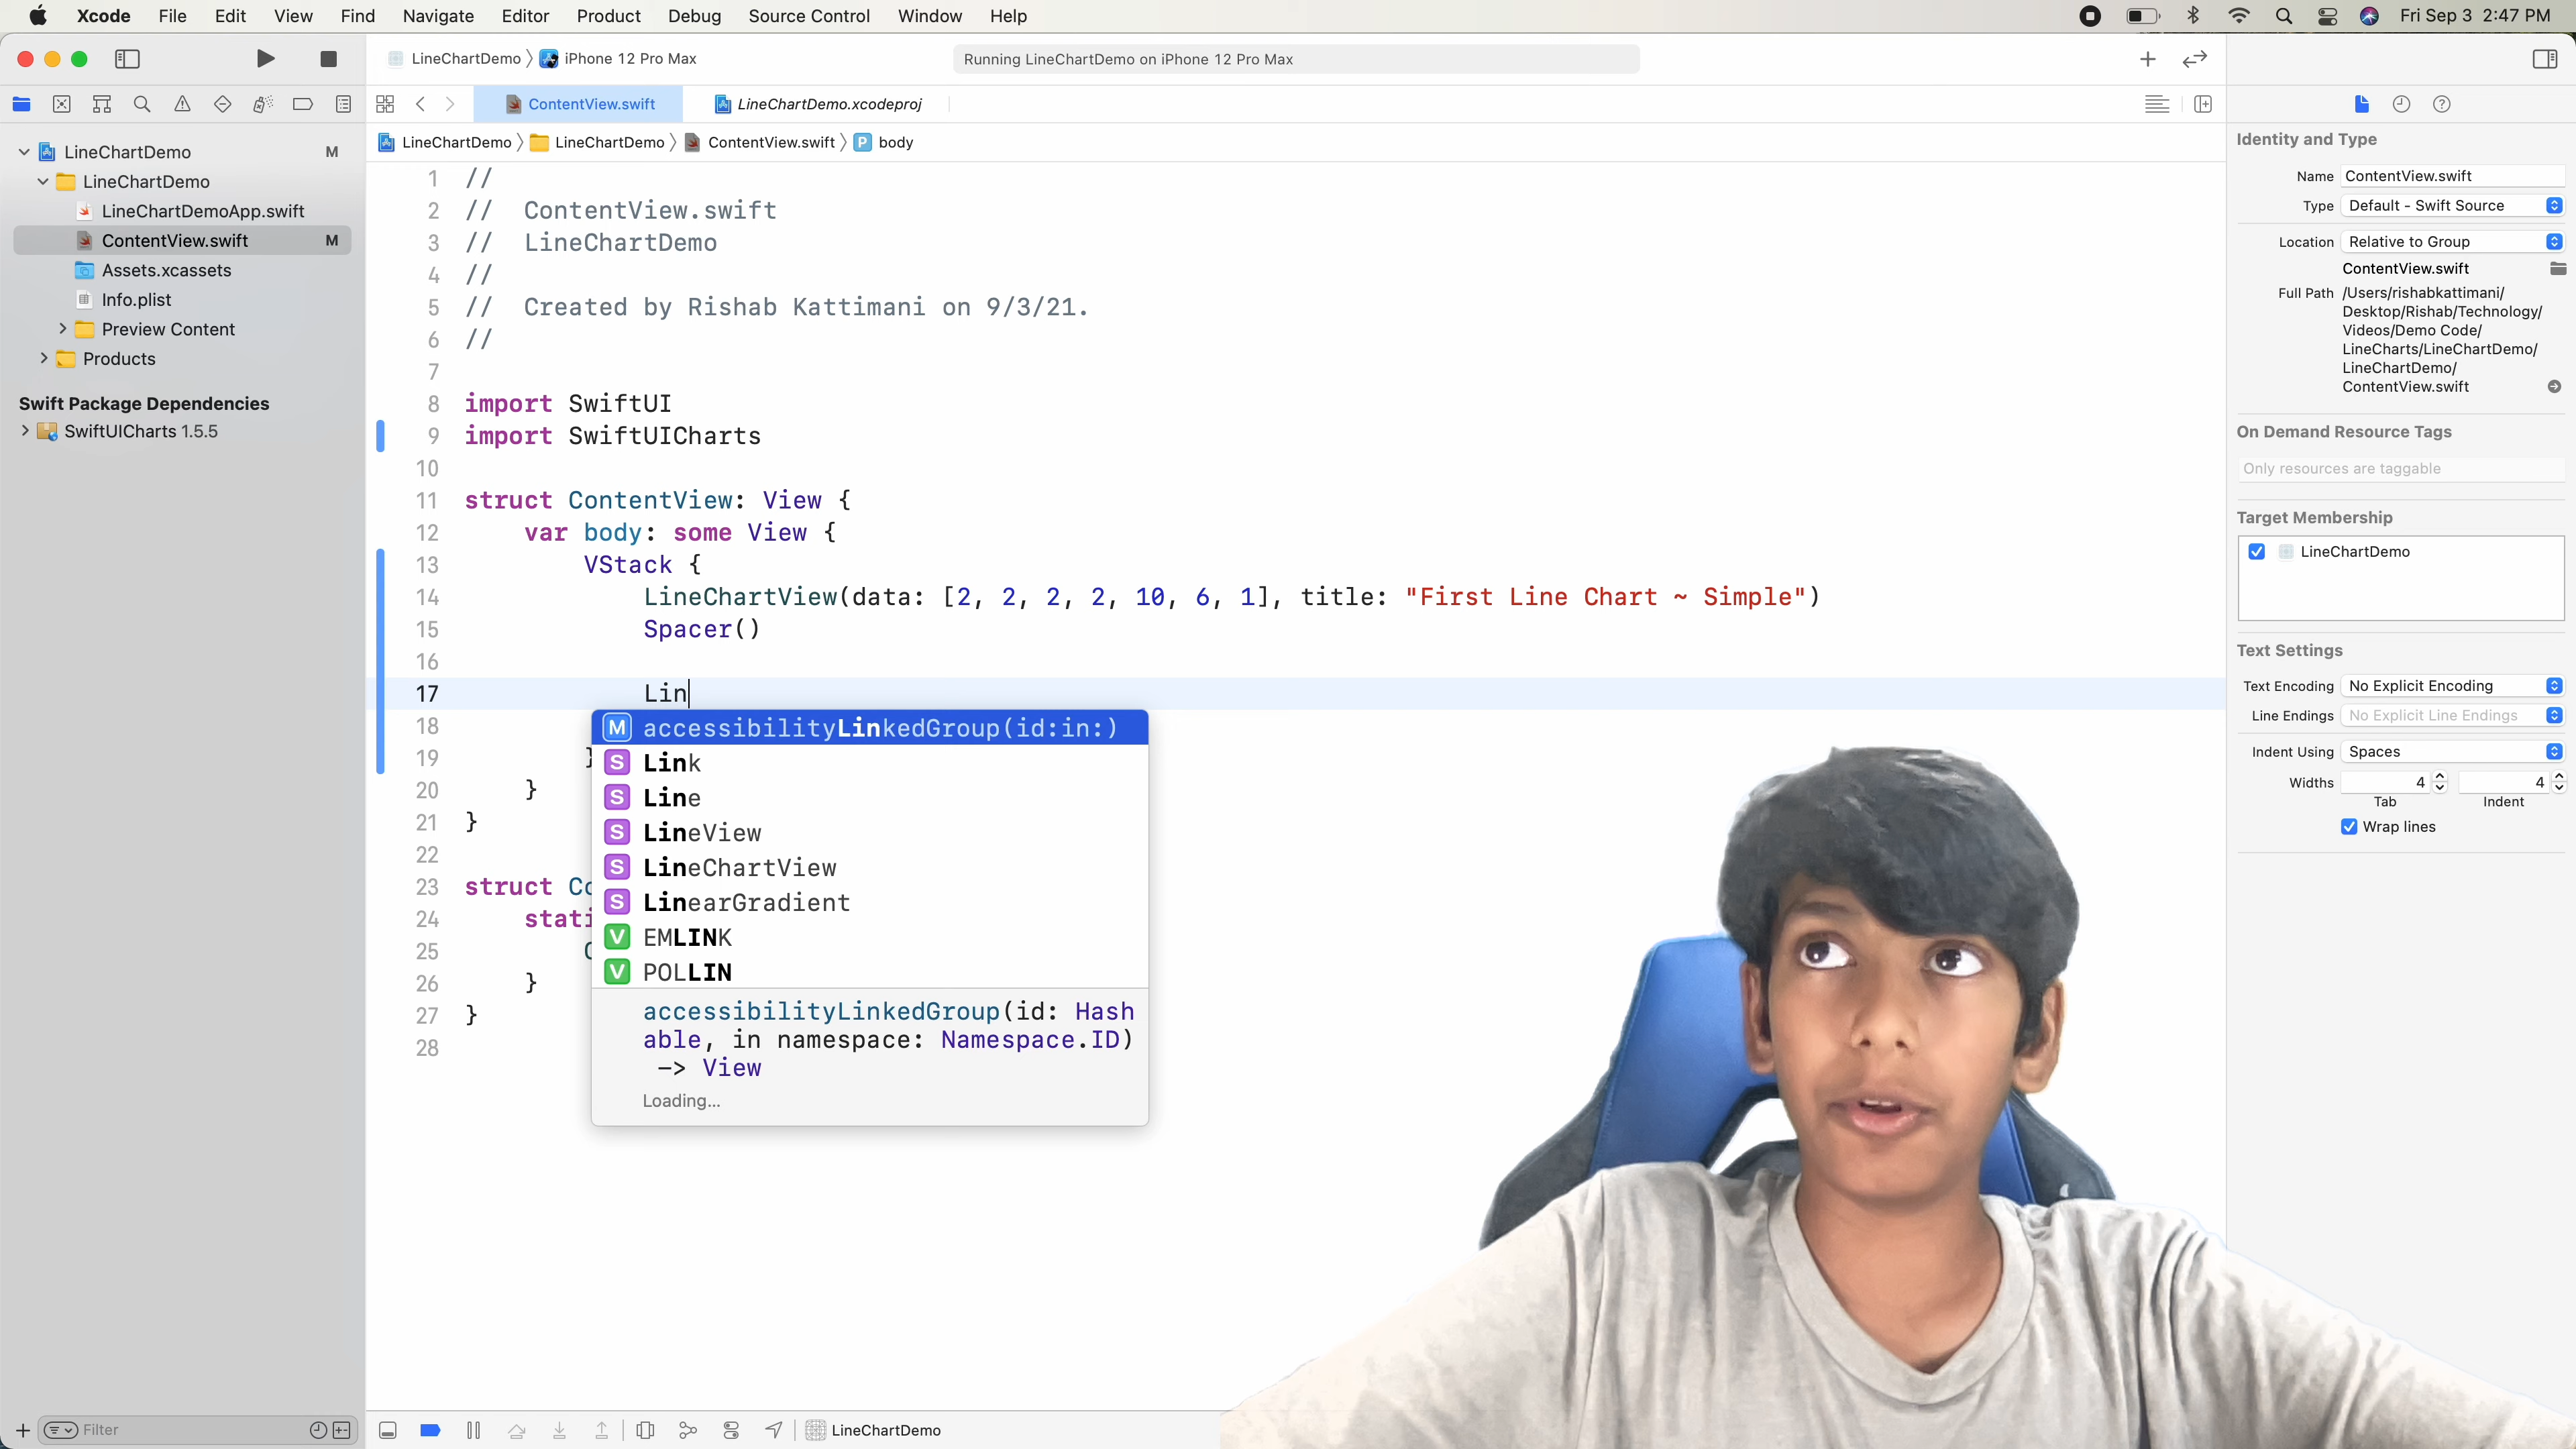 Xcode File Edit View Find Navigate Editor Product Debug Source Control Window Help Fri Sep 3 2:47 PM
LineChartDemo iPhone 12 Pro Max
Running LineChartDemo on iPhone 12 Pro Max
ContentView.swift
LineChartDemo.xcodeproj
LineChartDemo LineChartDemo ContentView.swift P body
LineChartDemo M
LineChartDemo
LineChartDemoApp.swift
ContentView.swift M
Assets.xcassets
Info.plist
Preview Content
Products
Swift Package Dependencies
SwiftUICharts 1.5.5
Filter
1 //
2 // ContentView.swift
3 // LineChartDemo
4 //
5 // Created by Rishab Kattimani on 9/3/21.
6 //
7
8 import SwiftUI
9 import SwiftUICharts
10
11 struct ContentView: View {
12 var body: some View {
13 VStack {
14 LineChartView(data: [2, 2, 2, 2, 10, 6, 1], title: "First Line Chart ~ Simple")
15 Spacer()
16
17 Lin
18
19 }
20 }
21 }
22
23 struct Co
24 stati
25
26 }
27 }
28
M accessibilityLinkedGroup(id:in:)
S Link
S Line
S LineView
S LineChartView
S LinearGradient
V EMLINK
V POLLIN
accessibilityLinkedGroup(id: Hash
able, in namespace: Namespace.ID)
-> View
Loading...
LineChartDemo
Identity and Type
Name ContentView.swift
Type Default - Swift Source
Location Relative to Group
ContentView.swift
Full Path /Users/rishabkattimani/
Desktop/Rishab/Technology/
Videos/Demo Code/
LineCharts/LineChartDemo/
LineChartDemo/
ContentView.swift
On Demand Resource Tags
Only resources are taggable
Target Membership
LineChartDemo
Text Settings
Text Encoding No Explicit Encoding
Line Endings No Explicit Line Endings
Indent Using Spaces
Widths 4 4
Tab Indent
Wrap lines